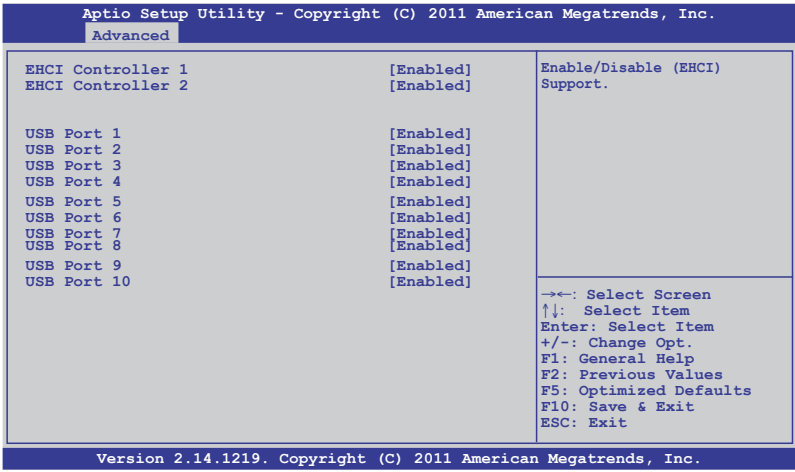 Aptio Setup Utility - Copyright (C) 2011 American Megatrends, Inc.
Advanced
EHCI Controller 1 [Enabled]
EHCI Controller 2 [Enabled]
USB Port 1 [Enabled]
USB Port 2 [Enabled]
USB Port 3 [Enabled]
USB Port 4 [Enabled]
USB Port 5 [Enabled]
USB Port 6 [Enabled]
USB Port 7 [Enabled]
USB Port 8 [Enabled]
USB Port 9 [Enabled]
USB Port 10 [Enabled]
Enable/Disable (EHCI)
Support.
→←: Select Screen
↑↓: Select Item
Enter: Select Item
+/-: Change Opt.
F1: General Help
F2: Previous Values
F5: Optimized Defaults
F10: Save & Exit
ESC: Exit
Version 2.14.1219. Copyright (C) 2011 American Megatrends, Inc.